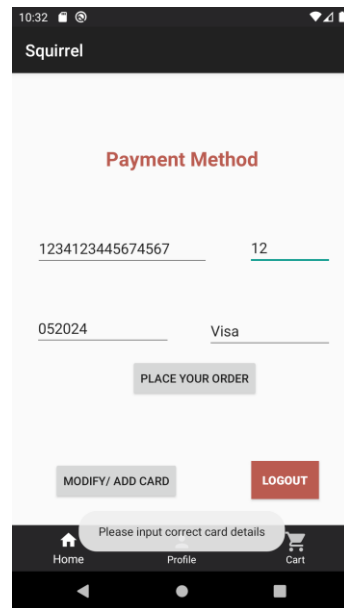 10:32
Squirrel
Payment Method
1234123445674567
12
052024
Visa
PLACE YOUR ORDER
MODIFY/ ADD CARD
LOGOUT
Please input correct card details
Home
Profile
Cart